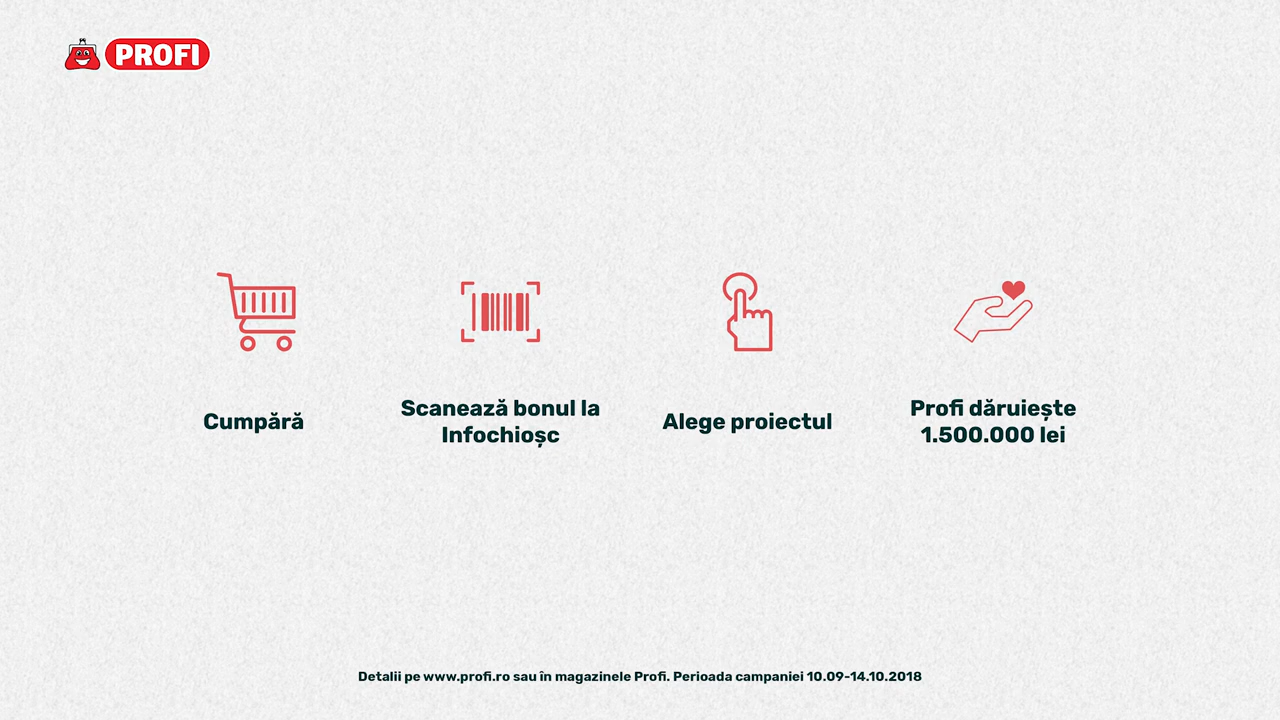 PROFI
Cumpără
Scanează bonul la
Infochioșc
Alege proiectul
Profi dăruiește
1.500.000 lei
Detalii pe www.profi.ro sau în magazinele Profi. Perioada campaniei 10.09-14.10.2018